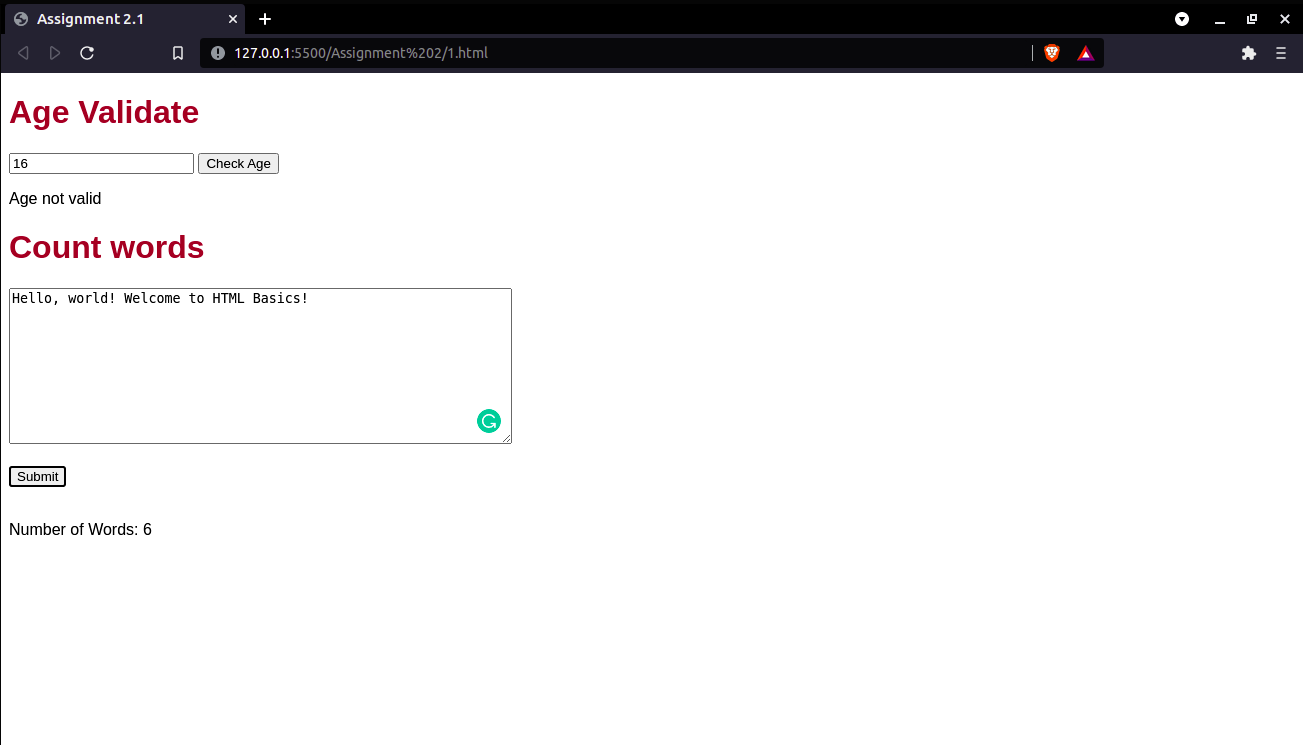 Assignment 2.1
127.0.0.1:5500/Assignment%202/1.html
Age Validate
16 Check Age
Age not valid
Count words
Hello, world! Welcome to HTML Basics!
Submit
Number of Words: 6